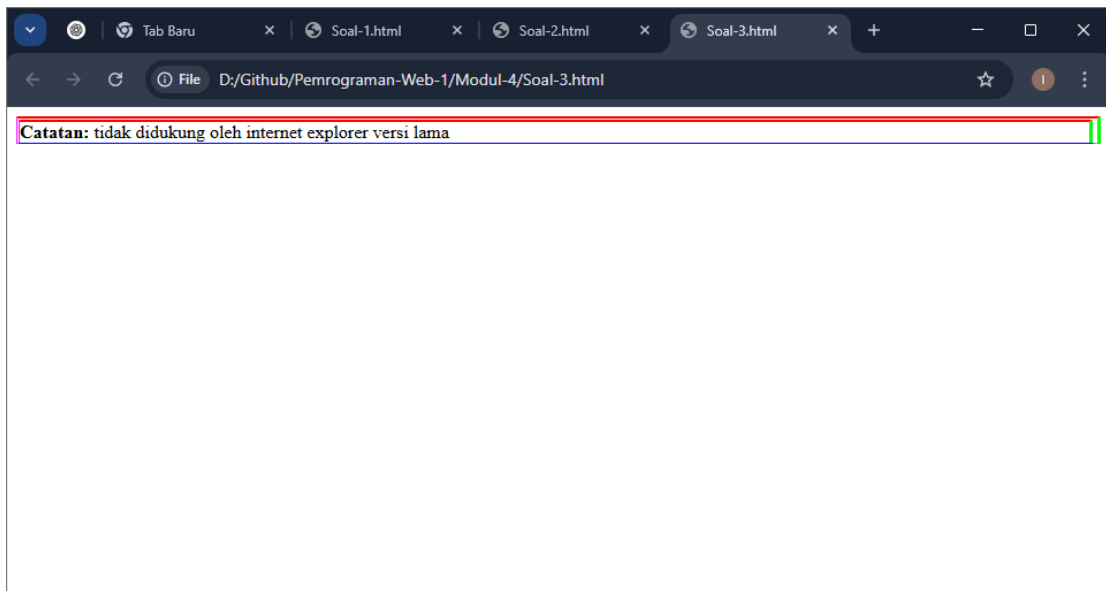 Tab Baru
Soal-1.html
Soal-2.html
Soal-3.html
File D:/Github/Pemrograman-Web-1/Modul-4/Soal-3.html
I
Catatan: tidak didukung oleh internet explorer versi lama